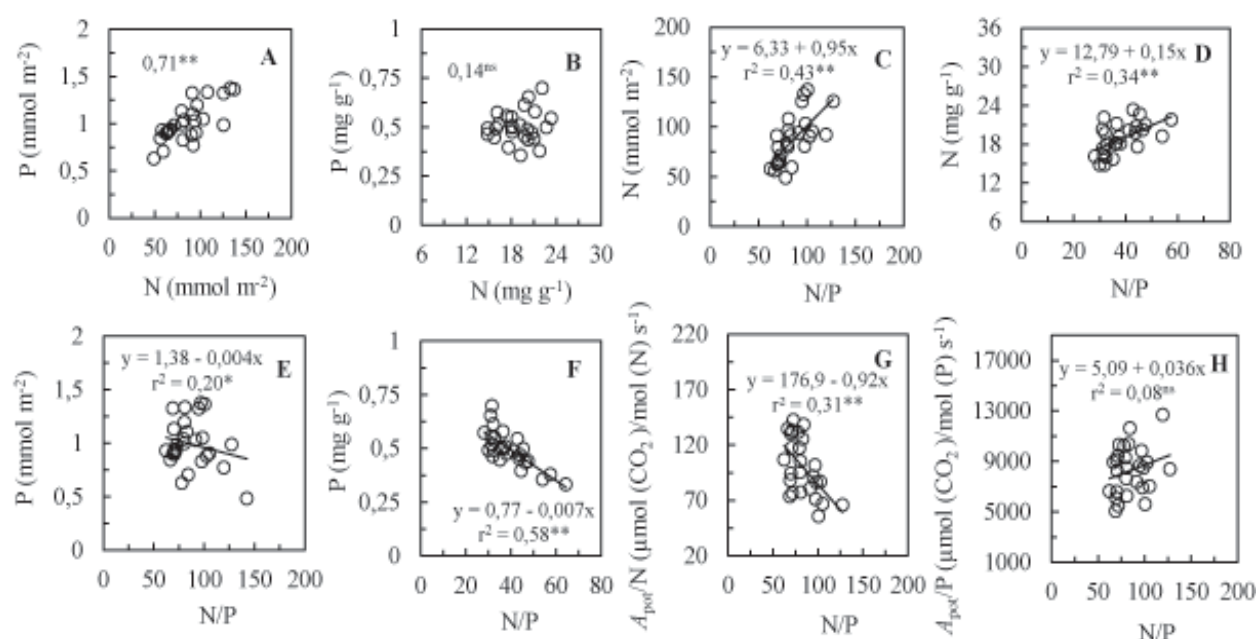 2
1,5
1
0,5
0
P (mmol m-2)
0,71**
A
0 50 100 150 200
N (mmol m-2)
1
0,75
0,5
0,25
0
P (mg g-1)
0,14ns
B
6 12 18 24 30
N (mg g-1)
200
150
100
50
0
N (mmol m-2)
y = 6,33 + 0,95x
r2 = 0,43**
C
0 50 100 150 200
N/P
36
30
24
18
12
6
N (mg g-1)
y = 12,79 + 0,15x
r2 = 0,34**
D
0 20 40 60 80
N/P
2
1,5
1
0,5
0
P (mmol m-2)
y = 1,38 - 0,004x
r2 = 0,20*
E
0 50 100 150 200
N/P
1
0,75
0,5
0,25
0
P (mg g-1)
F
y = 0,77 - 0,007x
r2 = 0,58**
0 20 40 60 80
N/P
220
170
120
70
20
Apot/N (μmol (CO2)/mol (N) s-1
G
y = 176,9 - 0,92x
r2 = 0,31**
0 50 100 150 200
N/P
17000
13000
9000
5000
1000
Apot/P (μmol (CO2)/mol (P) s-1
y = 5,09 + 0,036x
H
r2 = 0,08ns
0 50 100 150 200
N/P